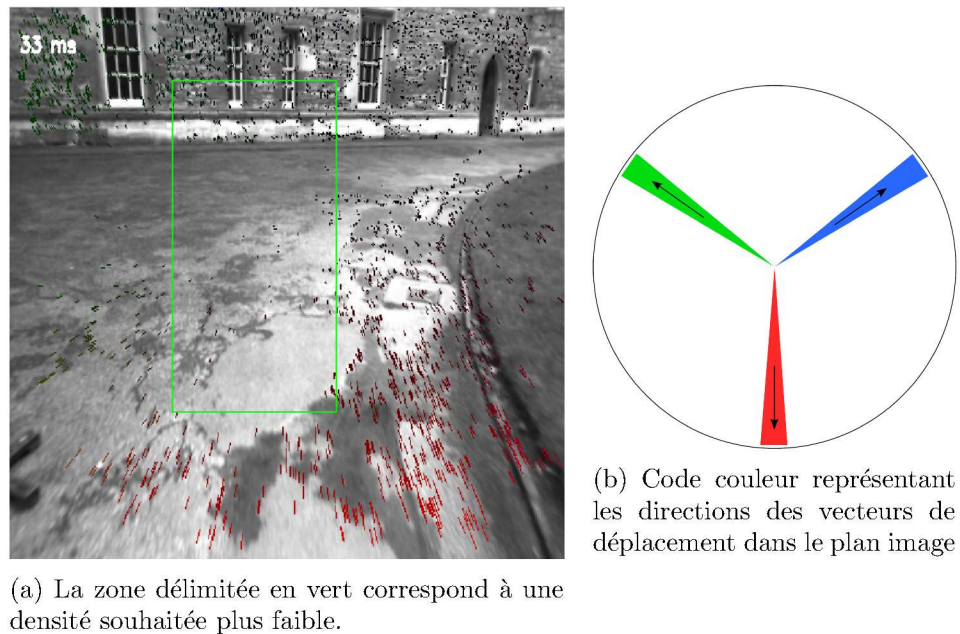 33 ms
(a) La zone délimitée en vert correspond à une
densité souhaitée plus faible.
(b) Code couleur représentant
les directions des vecteurs de
déplacement dans le plan image